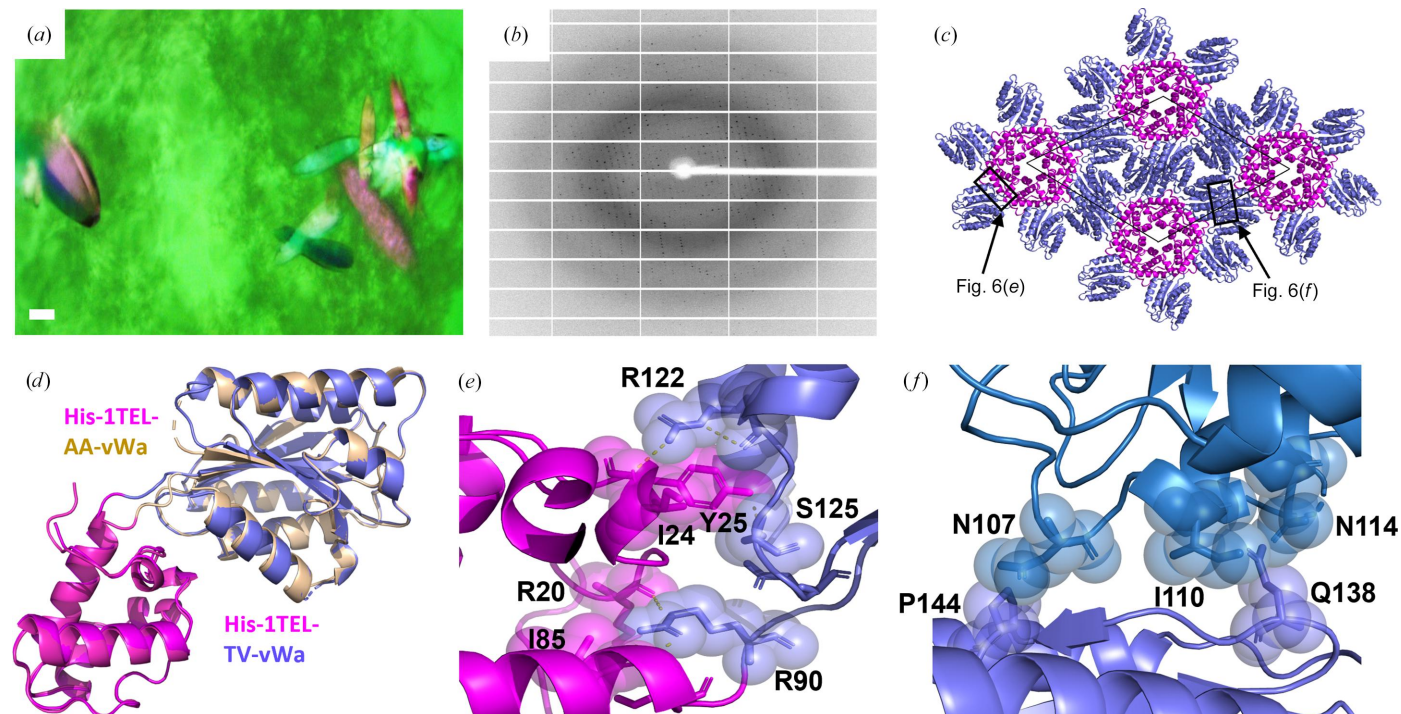 (a)
(b)
(c)
Fig. 6(e)
Fig. 6(f)
(d)
His-1TEL-
AA-vWa
His-1TEL-
TV-vWa
(e)
R122
S125
I24
Y25
R20
I85
R90
(f)
N107
N114
P144
I110
Q138